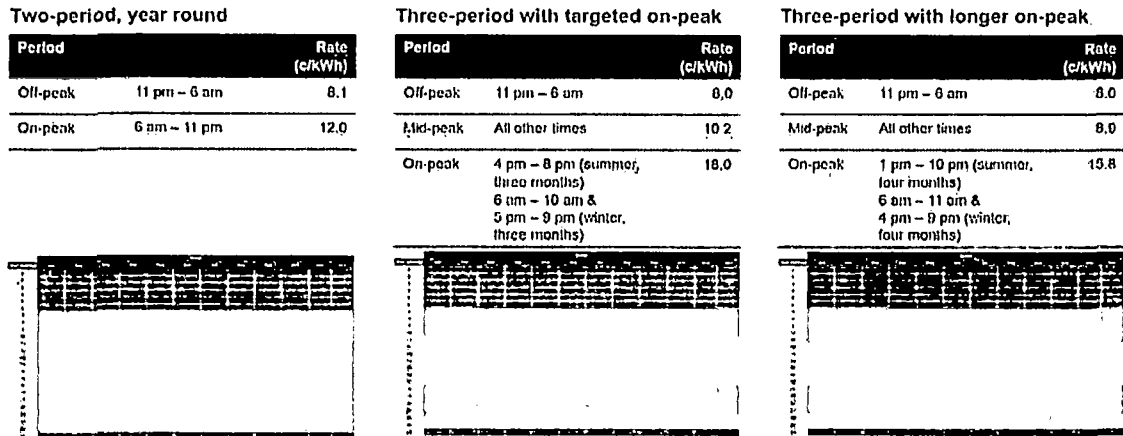 Two-period, year round
Period Rate
(c/kWh)
Off-peak 11 pm – 6 am 8.1
On-peak 6 am – 11 pm 12.0
Three-period with targeted on-peak
Period Rate
(c/kWh)
Off-peak 11 pm – 6 am 8.0
Mid-peak All other times 10.2
On-peak 4 pm – 8 pm (summer, 18.0
three months)
6 am – 10 am &
5 pm – 9 pm (winter,
three months)
Three-period with longer on-peak
Period Rate
(c/kWh)
Off-peak 11 pm – 6 am 8.0
Mid-peak All other times
On-peak 1 pm – 10 pm (summer, 15.8
four months)
6 am – 11 am &
4 pm – 9 pm (winter,
four months)